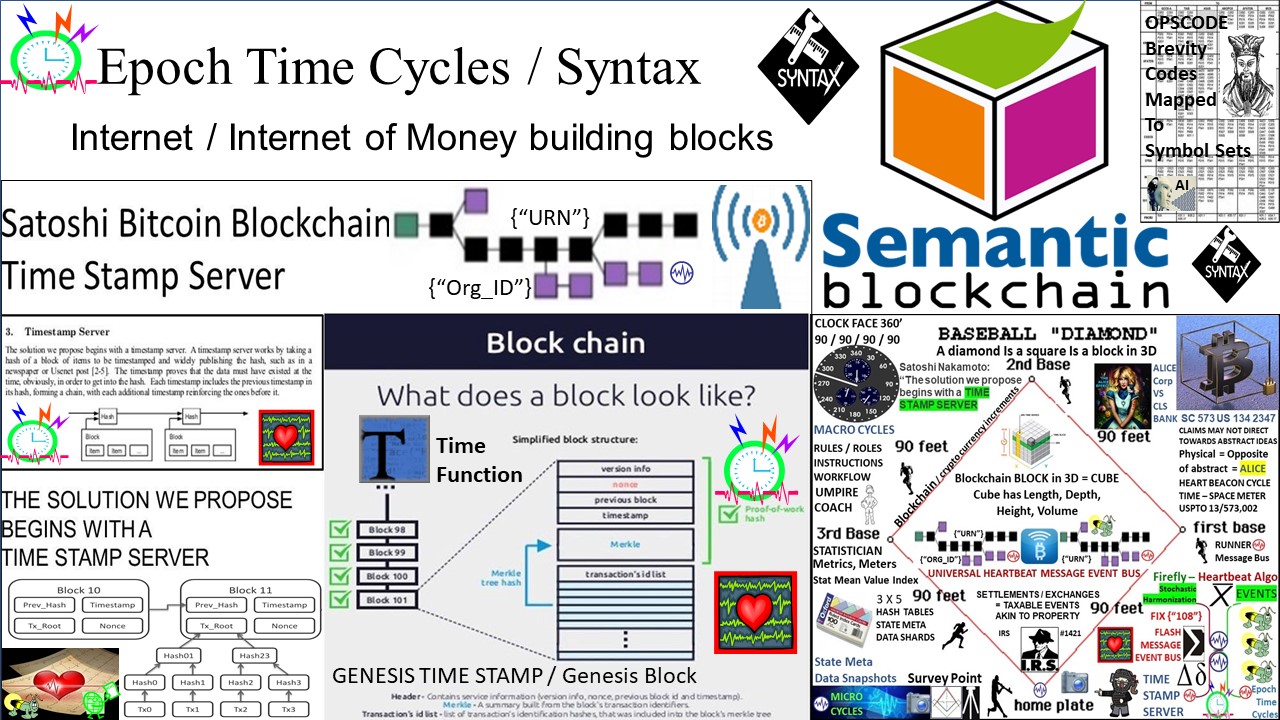 Epoch Time Cycles / Syntax
Internet / Internet of Money building blocks
SYNTAX
OPSCODE
Brevity
Codes
Mapped
To
Symbol Sets
AI
Satoshi Bitcoin Blockchain
Time Stamp Server
{“URN”}
{“Org_ID”}
Semantic
blockchain
SYNTAX
3. Timestamp Server
The solution we propose begins with a timestamp server. A timestamp server works by taking a
hash of a block of items to be timestamped and widely publishing the hash, such as in a
newspaper or Usenet post [2-5]. The timestamp proves that the data must have existed at the
time, obviously, in order to get into the hash. Each timestamp includes the previous timestamp in
its hash, forming a chain, with each additional timestamp reinforcing the ones before it.
Hash
Hash
Block
Block
Item
Item
...
Item
Item
...
THE SOLUTION WE PROPOSE
BEGINS WITH A
TIME STAMP SERVER
Block 10
Prev_Hash
Timestamp
Tx_Root
Nonce
Block 11
Prev_Hash
Timestamp
Tx_Root
Nonce
Hash01
Hash23
Hash0
Hash1
Hash2
Hash3
Tx0
Tx1
Tx2
Tx3
Block chain
What does a block look like?
T
Time
Function
Simplified block structure:
version info
nonce
previous block
timestamp
Merkle
transaction's id list
Merkle
tree hash
Proof-of-work
hash
Block 98
Block 99
Block 100
Block 101
GENESIS TIME STAMP / Genesis Block
Header - Contains service information (version info, nonce, previous block id and timestamp).
Merkle - A summary built from the block's transaction identifiers.
Transaction's id list - list of transaction's identification hashes, that was included into the block's merkle tree
CLOCK FACE 360’
90 / 90 / 90 / 90
BASEBALL "DIAMOND"
A diamond Is a square Is a block in 3D
2nd Base
Satoshi Nakamoto:
“The solution we propose
begins with a TIME
STAMP SERVER
MACRO CYCLES
ALICE
Corp
VS
CLS
BANK
SC 573 US 134 2347
CLAIMS MAY NOT DIRECT
TOWARDS ABSTRACT IDEAS
Physical = Opposite
of abstract = ALICE
HEART BEACON CYCLE
TIME – SPACE METER
USPTO 13/573,002
90 feet
90 feet
RULES / ROLES
INSTRUCTIONS
WORKFLOW
UMPIRE
COACH
Blockchain / crypto currency increments
Blockchain BLOCK in 3D = CUBE
Cube has Length, Depth,
Height, Volume
3rd Base
STATISTICIAN
Metrics, Meters
Stat Mean Value Index
{“URN”}
{“ORG_ID”}
{“URN”}
UNIVERSAL HEARTBEAT MESSAGE EVENT BUS
first base
RUNNER
Message Bus
Firefly – Heartbeat Algo
Stochastic
Harmonization
EVENTS
3 X 5
HASH TABLES
STATE META
DATA SHARDS
90 feet
SETTLEMENTS / EXCHANGES
= TAXABLE EVENTS
AKIN TO PROPERTY
90 feet
IRS
#1421
I.R.S.
FIX {“108”}
FLASH
MESSAGE
EVENT BUS
State Meta
Data Snapshots
Survey Point
MICRO
CYCLES
home plate
TIME
STAMP
SERVER
Epoch
Time
Cycles